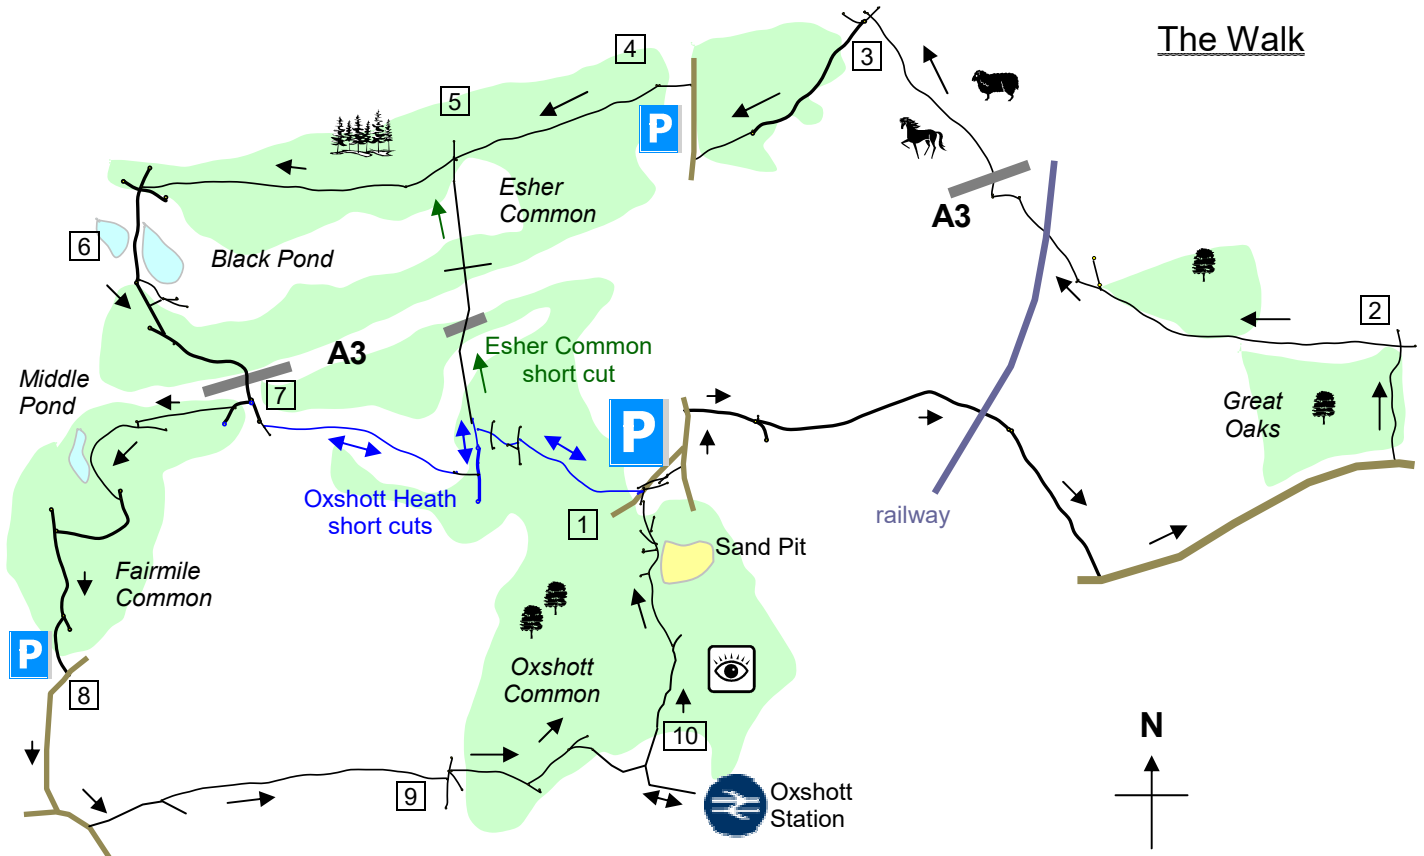 The Walk
4
3
5
P
Esher
Common
A3
6
Black Pond
2
A3
Esher Common
short cut
Middle
Pond
7
P
Great
Oaks
Oxshott Heath
short cuts
1
railway
Sand Pit
Fairmile
Common
P
Oxshott
Common
8
10
N
9
Oxshott
Station